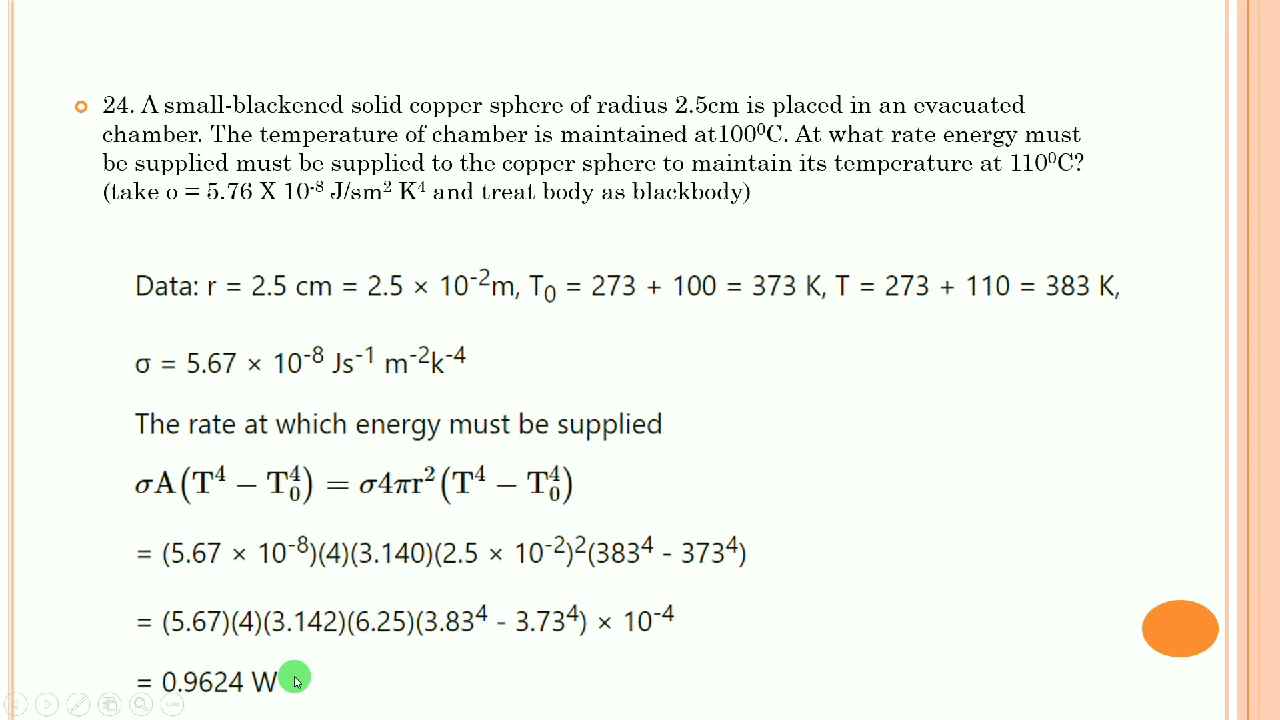 24. A small-blackened solid copper sphere of radius 2.5cm is placed in an evacuated
chamber. The temperature of chamber is maintained at100⁰C. At what rate energy must
be supplied must be supplied to the copper sphere to maintain its temperature at 110⁰C?
(take σ = 5.76 X 10⁻⁸ J/sm² K⁴ and treat body as blackbody)
Data: r = 2.5 cm = 2.5 × 10⁻²m, T₀ = 273 + 100 = 373 K, T = 273 + 110 = 383 K,
σ = 5.67 × 10⁻⁸ Js⁻¹ m⁻²k⁻⁴
The rate at which energy must be supplied
σA(T⁴ − T₀⁴) = σ4πr²(T⁴ − T₀⁴)
= (5.67 × 10⁻⁸)(4)(3.140)(2.5 × 10⁻²)²(383⁴ - 373⁴)
= (5.67)(4)(3.142)(6.25)(3.83⁴ - 3.73⁴) × 10⁻⁴
= 0.9624 W